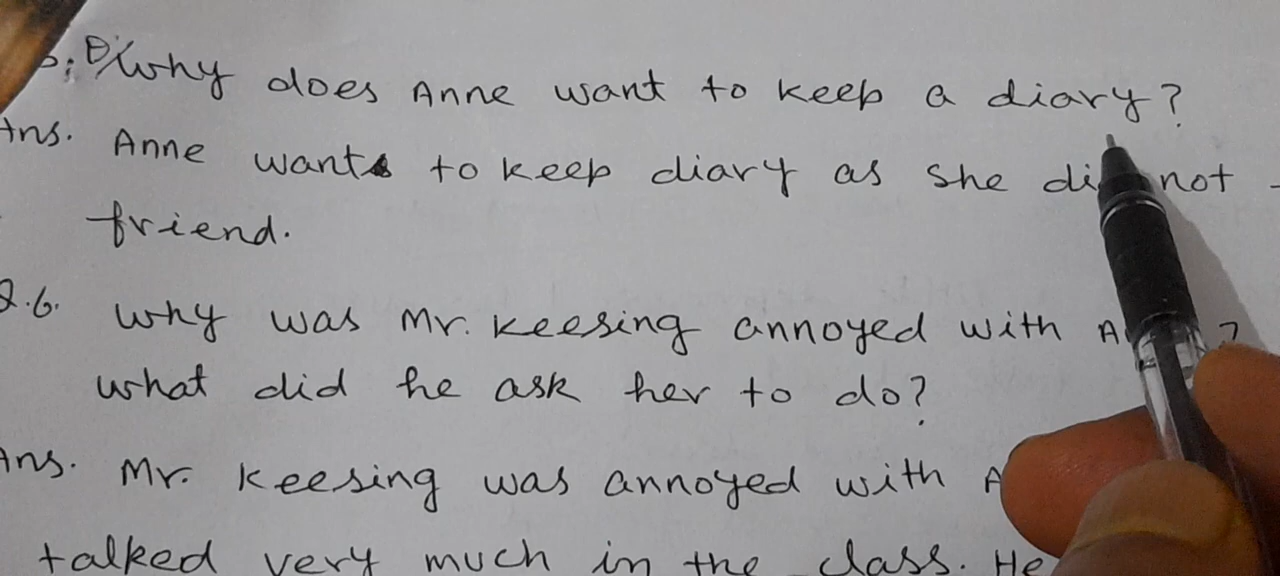 Why does Anne want to keep a diary?
Ans. Anne wants to keep diary as she not
friend.
Q.6. Why was Mr. Keesing annoyed with
what did he ask her to do?
Ans. Mr. Keesing was annoyed with
talked very much in the class. He